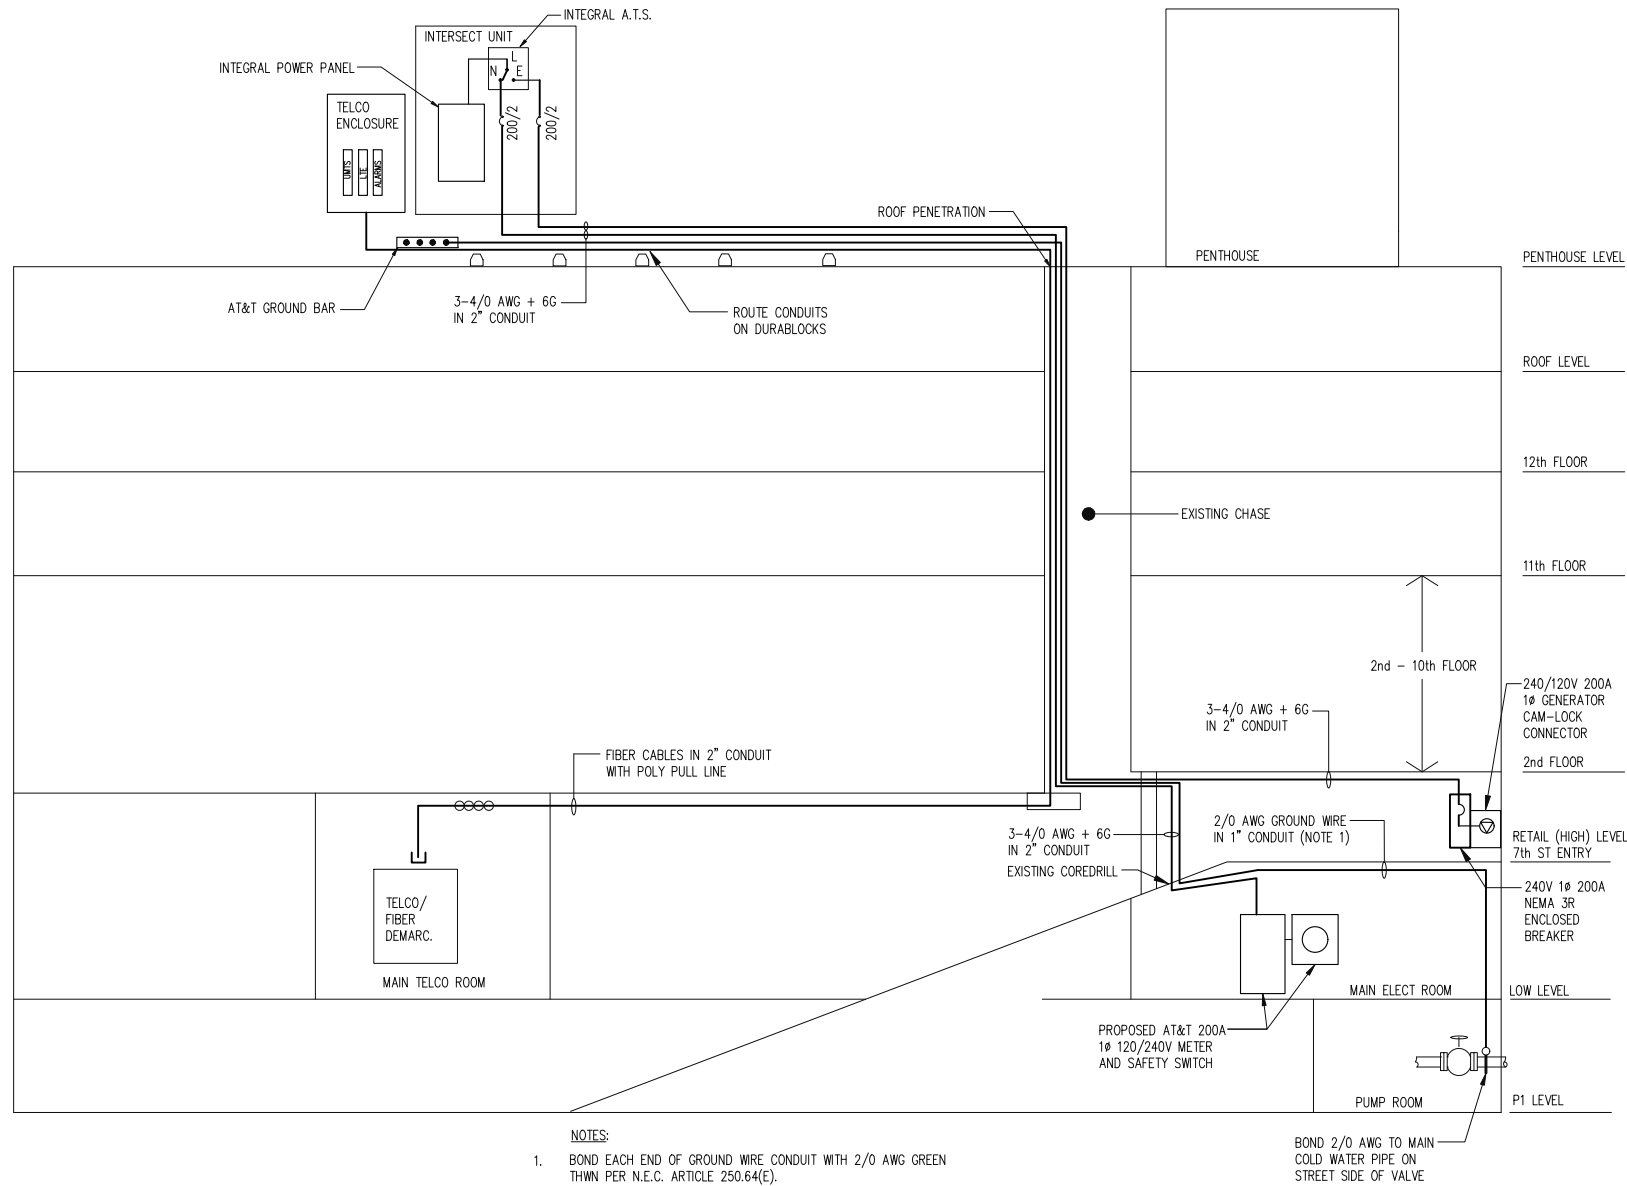 INTEGRAL A.T.S.
INTERSECT UNIT
L
N E
INTEGRAL POWER PANEL
TELCO
ENCLOSURE
200/2
200/2
UMTS
LTE
ALARMS
ROOF PENETRATION
PENTHOUSE
PENTHOUSE LEVEL
AT&T GROUND BAR
3-4/0 AWG + 6G
IN 2" CONDUIT
ROUTE CONDUITS
ON DURABLOCKS
ROOF LEVEL
12th FLOOR
EXISTING CHASE
11th FLOOR
2nd - 10th FLOOR
240/120V 200A
1ø GENERATOR
CAM-LOCK
CONNECTOR
3-4/0 AWG + 6G
IN 2" CONDUIT
FIBER CABLES IN 2" CONDUIT
WITH POLY PULL LINE
2nd FLOOR
3-4/0 AWG + 6G
IN 2" CONDUIT
2/0 AWG GROUND WIRE
IN 1" CONDUIT (NOTE 1)
RETAIL (HIGH) LEVEL
7th ST ENTRY
EXISTING COREDRILL
240V 1ø 200A
NEMA 3R
ENCLOSED
BREAKER
TELCO/
FIBER
DEMARC.
MAIN TELCO ROOM
MAIN ELECT ROOM
LOW LEVEL
PROPOSED AT&T 200A
1ø 120/240V METER
AND SAFETY SWITCH
PUMP ROOM
P1 LEVEL
NOTES:
1. BOND EACH END OF GROUND WIRE CONDUIT WITH 2/0 AWG GREEN
THWN PER N.E.C. ARTICLE 250.64(E).
BOND 2/0 AWG TO MAIN
COLD WATER PIPE ON
STREET SIDE OF VALVE